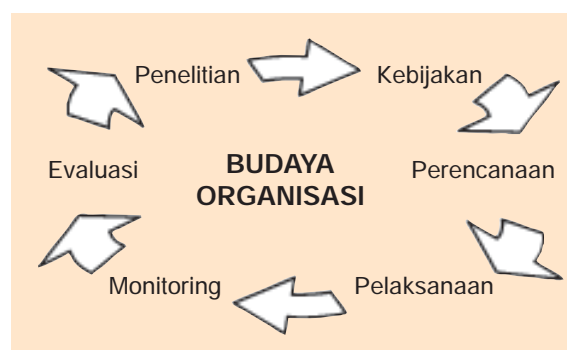 Penelitian
Kebijakan
Evaluasi
BUDAYA
ORGANISASI
Perencanaan
Monitoring
Pelaksanaan